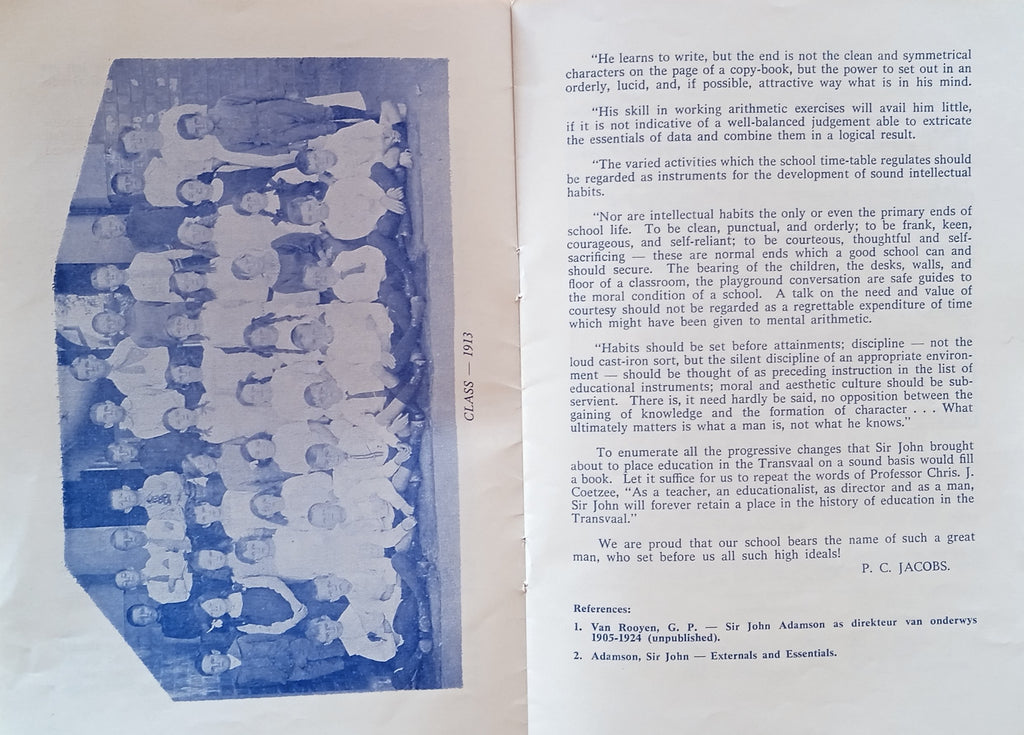 CLASS — 1913
"He learns to write, but the end is not the clean and symmetrical
characters on the page of a copy-book, but the power to set out in an
orderly, lucid, and, if possible, attractive way what is in his mind.
"His skill in working arithmetic exercises will avail him little,
if it is not indicative of a well-balanced judgement able to extricate
the essentials of data and combine them in a logical result.
"The varied activities which the school time-table regulates should
be regarded as instruments for the development of sound intellectual
habits.
"Nor are intellectual habits the only or even the primary ends of
school life. To be clean, punctual, and orderly; to be frank, keen,
courageous, and self-reliant; to be courteous, thoughtful and self-
sacrificing — these are normal ends which a good school can and
should secure. The bearing of the children, the desks, walls, and
floor of a classroom, the playground conversation are safe guides to
the moral condition of a school. A talk on the need and value of
courtesy should not be regarded as a regrettable expenditure of time
which might have been given to mental arithmetic.
"Habits should be set before attainments; discipline — not the
loud cast-iron sort, but the silent discipline of an appropriate environ-
ment — should be thought of as preceding instruction in the list of
educational instruments; moral and aesthetic culture should be sub-
servient. There is, it need hardly be said, no opposition between the
gaining of knowledge and the formation of character . . . What
ultimately matters is what a man is, not what he knows."
To enumerate all the progressive changes that Sir John brought
about to place education in the Transvaal on a sound basis would fill
a book. Let it suffice for us to repeat the words of Professor Chris. J.
Coetzee, "As a teacher, an educationalist, as director and as a man,
Sir John will forever retain a place in the history of education in the
Transvaal."
We are proud that our school bears the name of such a great
man, who set before us all such high ideals!
P. C. JACOBS.
References:
1. Van Rooyen, G. P. — Sir John Adamson as direkteur van onderwys
1905-1924 (unpublished).
2. Adamson, Sir John — Externals and Essentials.